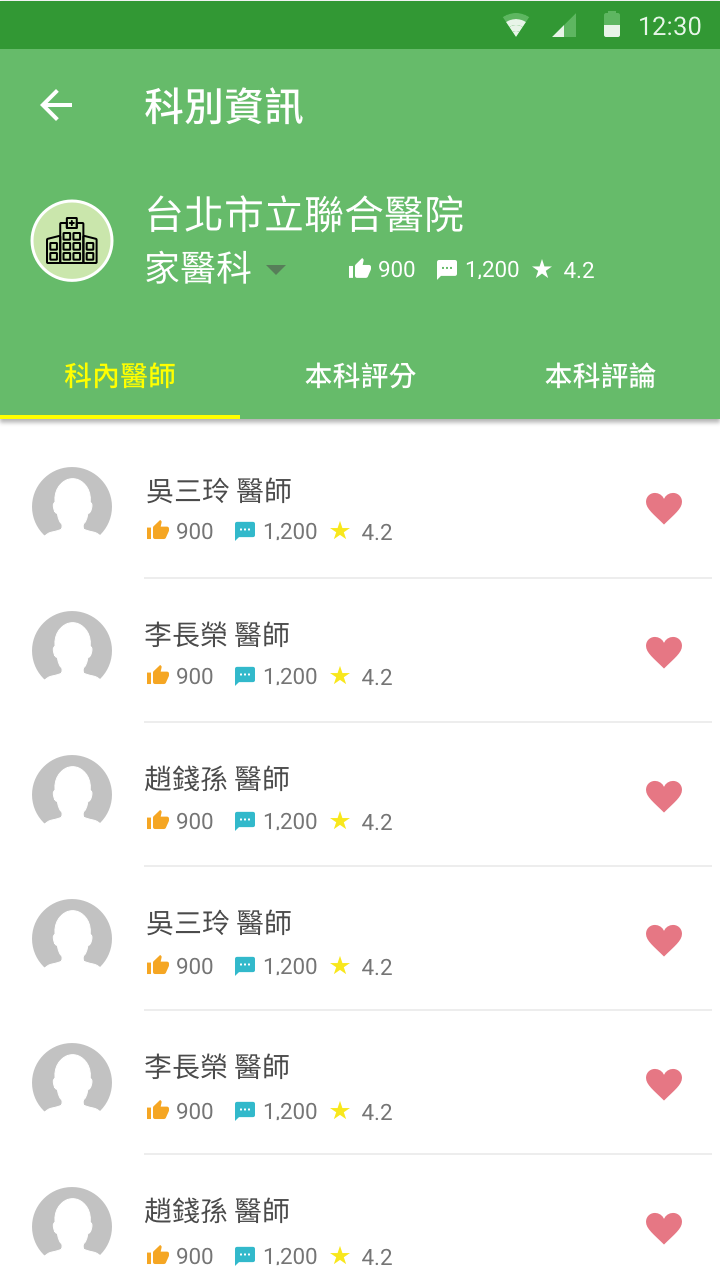 12:30
科別資訊
台北市立聯合醫院
家醫科 900 1,200 4.2
科內醫師 本科評分 本科評論
吳三玲 醫師
900 1,200 4.2
李長榮 醫師
900 1,200 4.2
趙錢孫 醫師
900 1,200 4.2
吳三玲 醫師
900 1,200 4.2
李長榮 醫師
900 1,200 4.2
趙錢孫 醫師
900 1,200 4.2